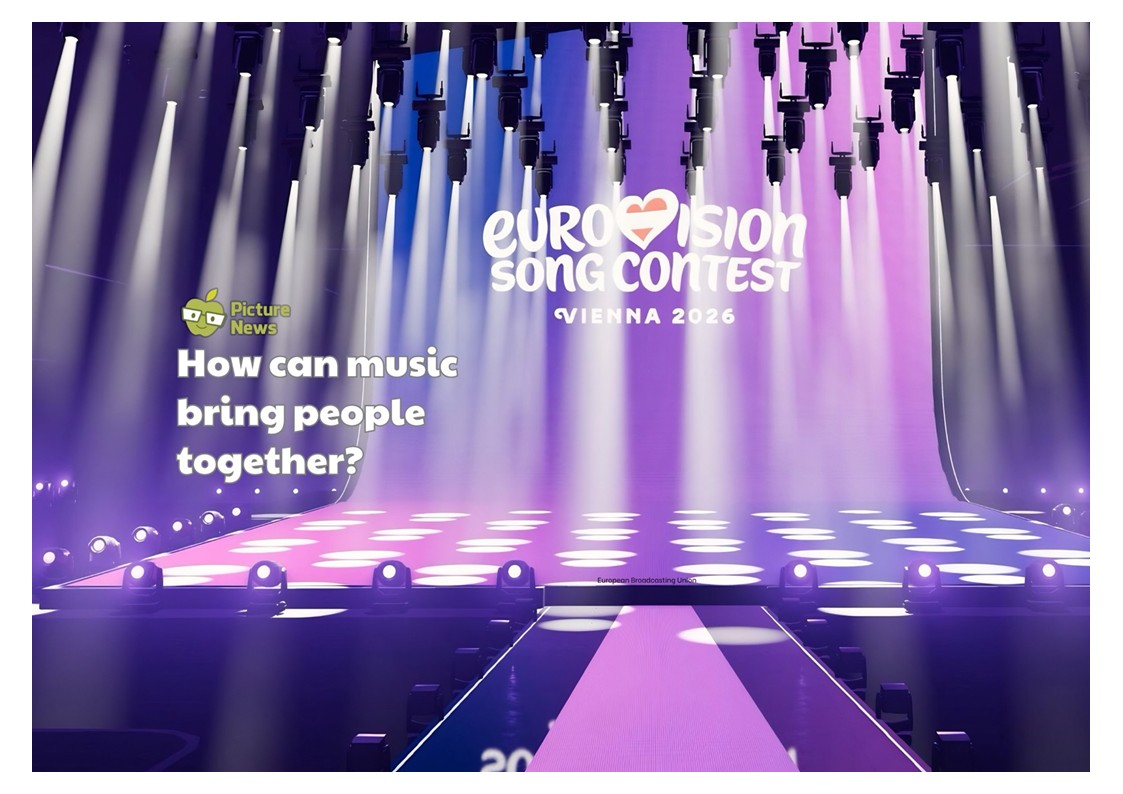 eUROVISION
SONG CONTEST
VIENNA 2026
Picture
News
How can music
bring people
together?
European Broadcasting Union